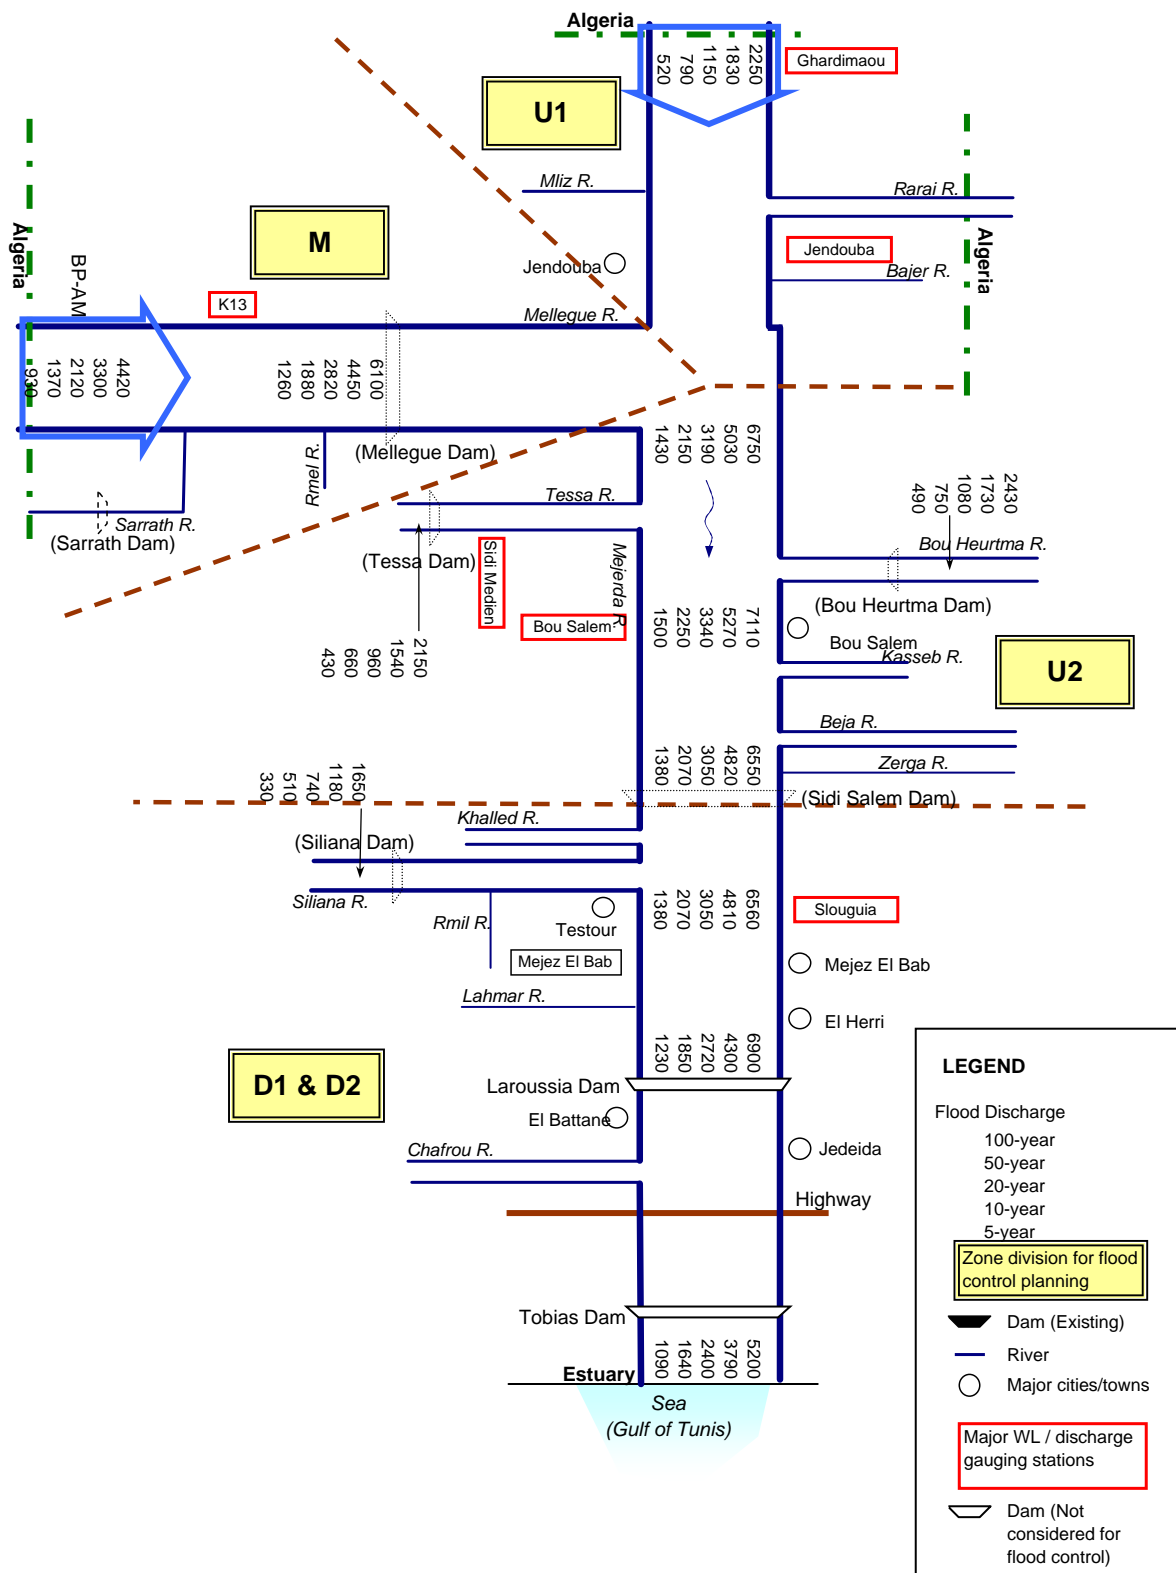 Algeria
2250
1830
1150
790
520
Ghardimaou
U1
Mliz R.
Rarai R.
Algeria
M
Jendouba
Jendouba
Bajer R.
Algeria
BP-AM
K13
Mellegue R.
4420
3300
2120
1370
930
6100
4450
2820
1880
1260
(Mellegue Dam)
Rmel R.
Sarrath R.
(Sarrath Dam)
6750
5030
3190
2150
1430
Tessa R.
(Tessa Dam)
Sidi Medien
Mejerda R.
2430
1730
1080
750
490
Bou Heurtma R.
(Bou Heurtma Dam)
Bou Salem
7110
5270
3340
2250
1500
Bou Salem
Kasseb R.
2150
1540
960
660
430
U2
Beja R.
Zerga R.
6550
4820
3050
2070
1380
(Sidi Salem Dam)
1650
1180
740
510
330
Khalled R.
(Siliana Dam)
Siliana R.
Rmil R.
Testour
6560
4810
3050
2070
1380
Slouguia
Mejez El Bab
Mejez El Bab
Lahmar R.
El Herri
6900
4300
2720
1850
1230
D1 & D2
Laroussia Dam
El Battane
Chafrou R.
Jedeida
Highway
Tobias Dam
5200
3790
2400
1640
1090
Estuary
Sea
(Gulf of Tunis)
LEGEND
Flood Discharge
100-year
50-year
20-year
10-year
5-year
Zone division for flood
control planning
Dam (Existing)
River
Major cities/towns
Major WL / discharge
gauging stations
Dam (Not
considered for
flood control)